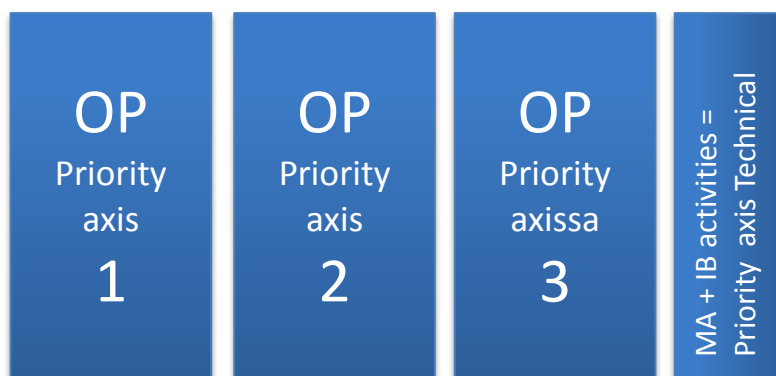 OP
Priority
axis
1
OP
Priority
axis
2
OP
Priority
axissa
3
MA + IB activities =
Priority axis Technical